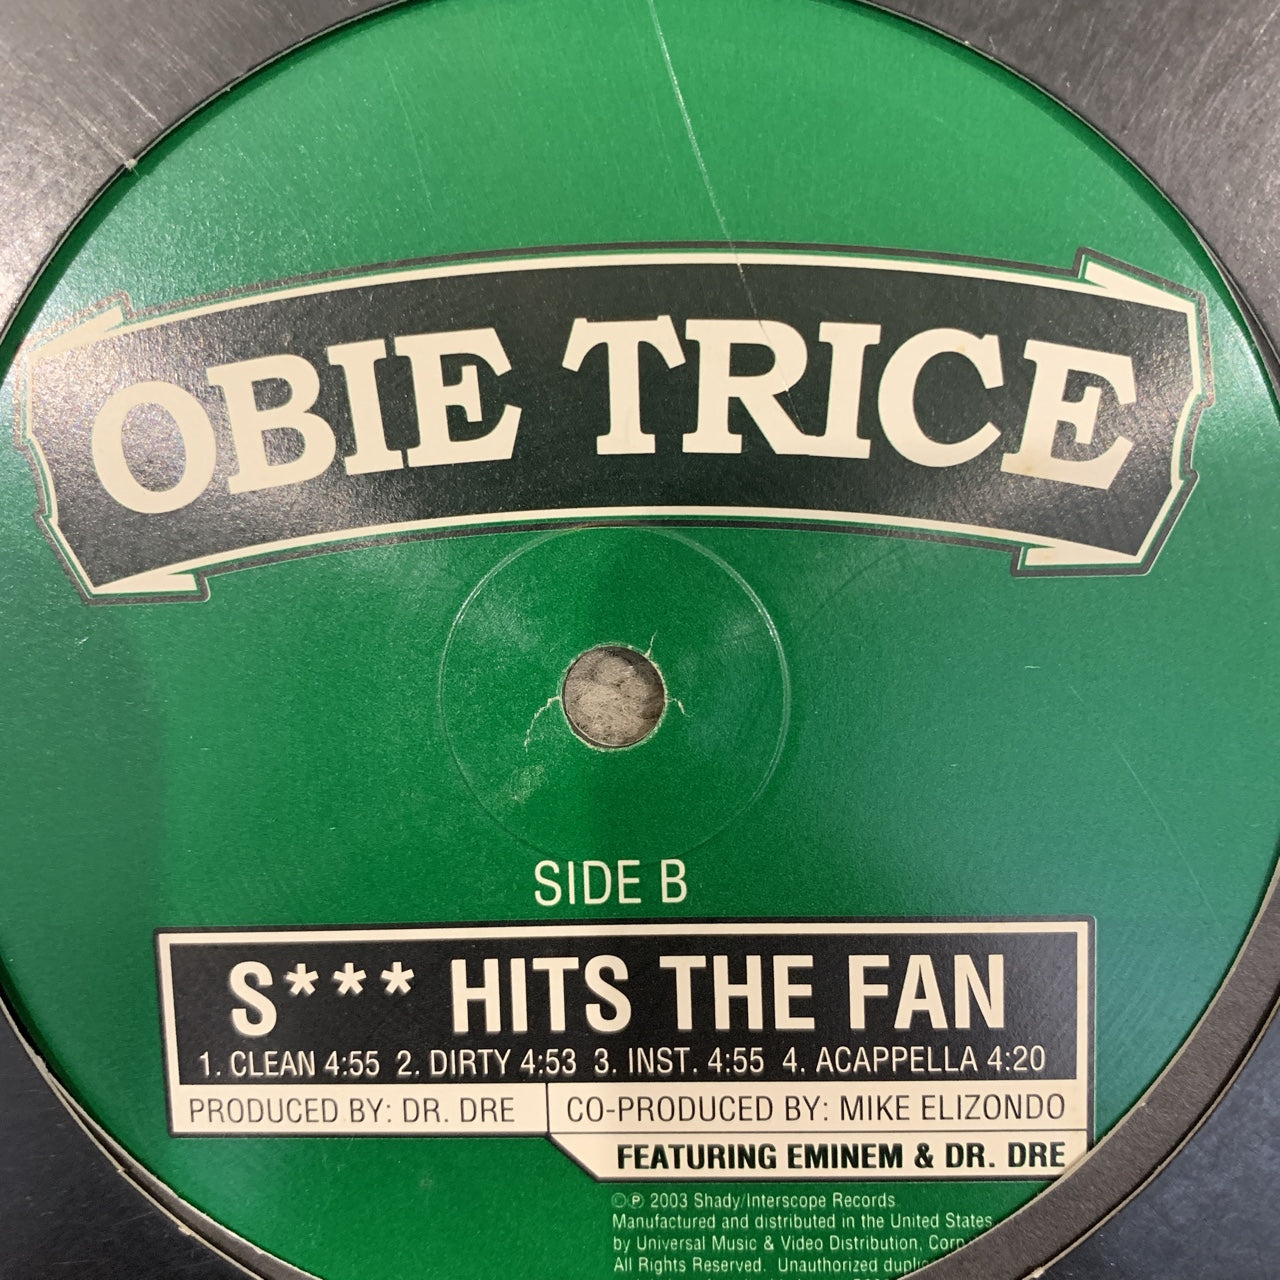 OBIE TRICE
SIDE B
S*** HITS THE FAN
1. CLEAN 4:55 2. DIRTY 4:53 3. INST. 4:55 4. ACAPPELLA 4:20
PRODUCED BY: DR. DRE
CO-PRODUCED BY: MIKE ELIZONDO
FEATURING EMINEM & DR. DRE
©℗ 2003 Shady/Interscope Records
Manufactured and distributed in the United States
by Universal Music & Video Distribution, Corp
All Rights Reserved. Unauthorized